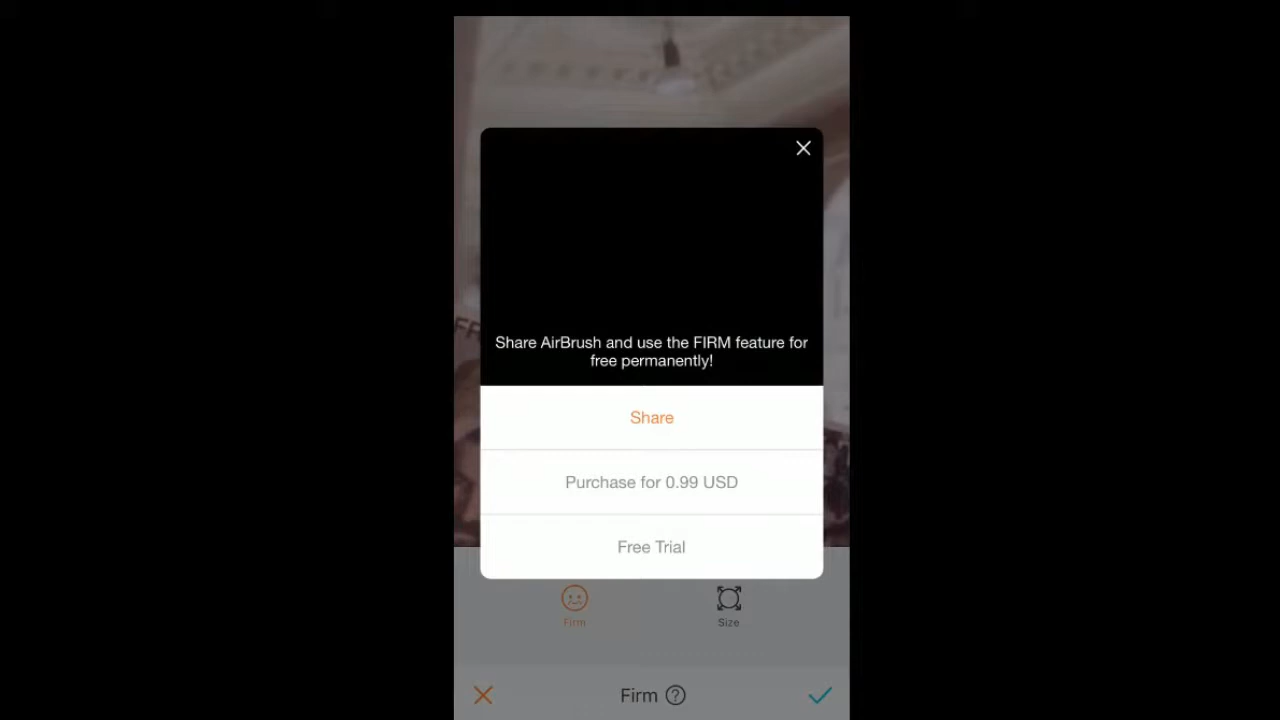 Share AirBrush and use the FIRM feature for
free permanently!
Share
Purchase for 0.99 USD
Free Trial
Firm
Size
Firm ?